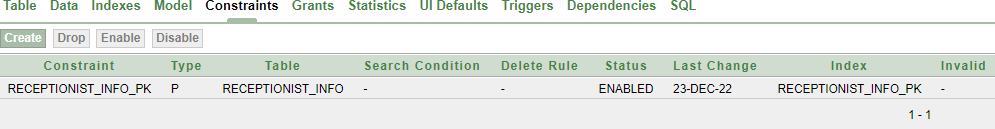 Table Data Indexes Model Constraints Grants Statistics UI Defaults Triggers Dependencies SQL
Create Drop Enable Disable
Constraint Type Table Search Condition Delete Rule Status Last Change Index Invalid
RECEPTIONIST_INFO_PK P RECEPTIONIST_INFO - - ENABLED 23-DEC-22 RECEPTIONIST_INFO_PK -
1 - 1